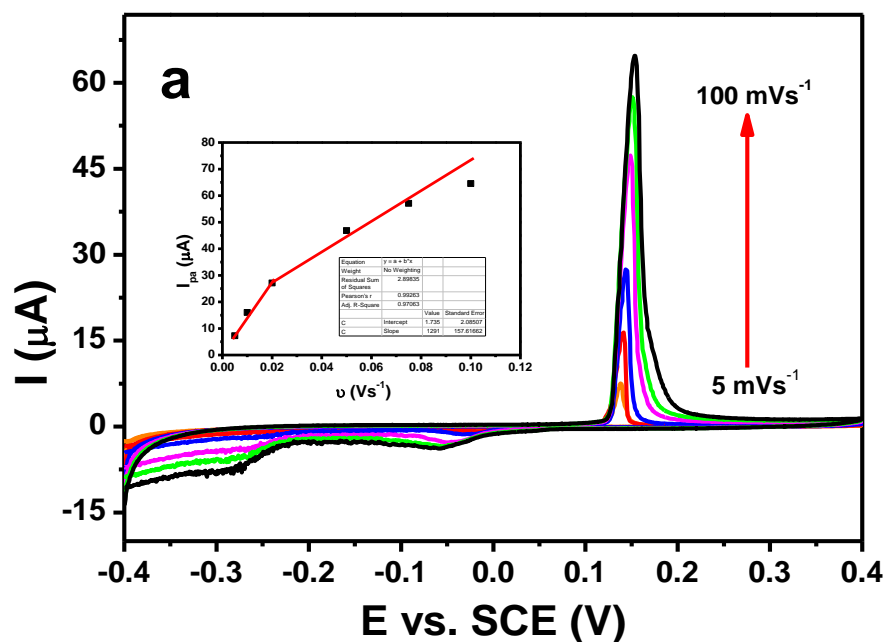 a
100 mVs⁻¹
5 mVs⁻¹
I (μA)
60
45
30
15
0
-15
-0.4 -0.3 -0.2 -0.1 0.0 0.1 0.2 0.3 0.4
E vs. SCE (V)
I_pa (μA)
80
70
60
50
40
30
20
10
0
0.00 0.02 0.04 0.06 0.08 0.10 0.12
υ (Vs⁻¹)
Equation y = a + b*x
Weight No Weighting
Residual Sum of Squares 2.89835
Pearson's r 0.99263
Adj. R-Square 0.97063
Value Standard Error
C Intercept 1.735 2.08507
C Slope 1291 157.61662